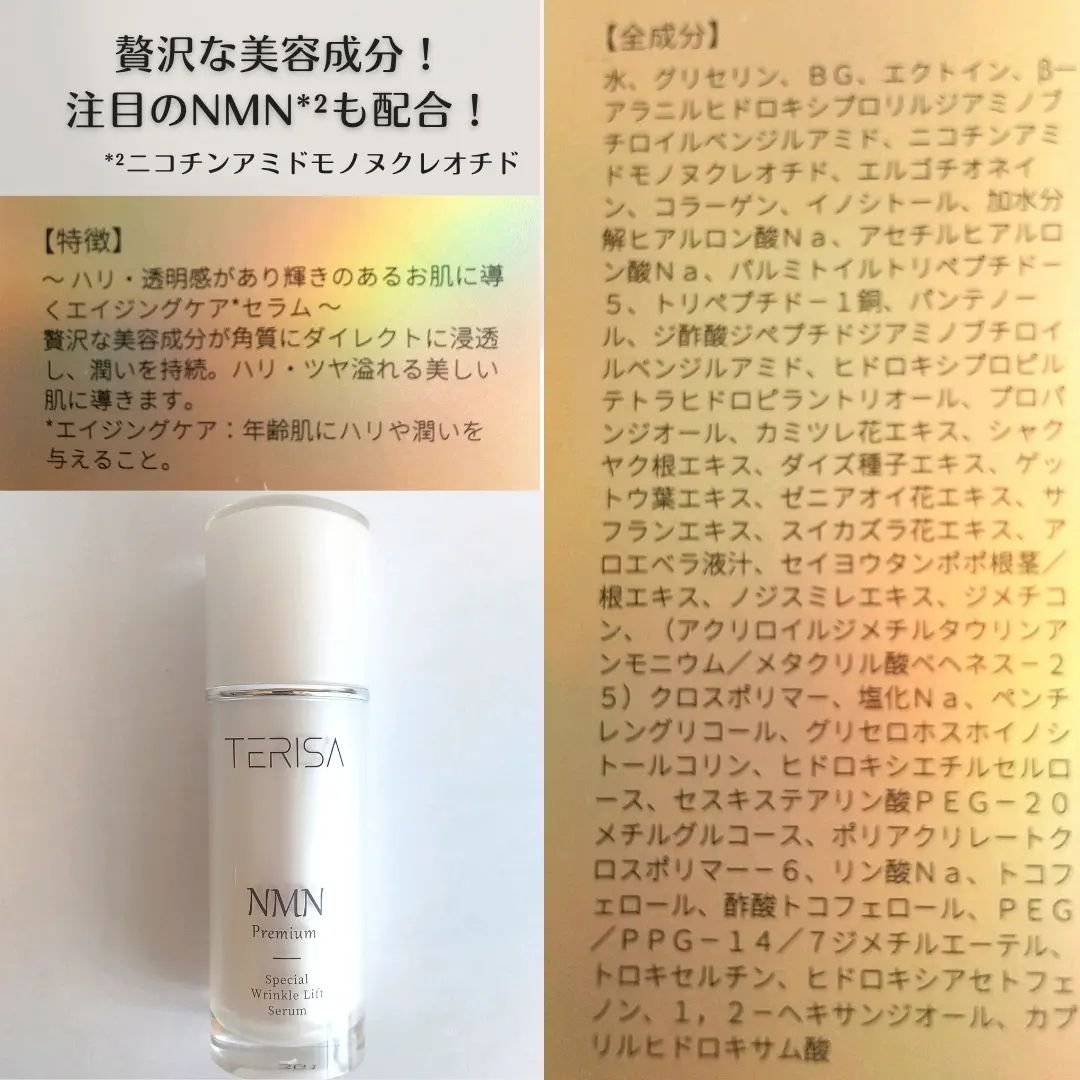 贅沢な美容成分！
注目のNMN*²も配合！
*²ニコチンアミドモノヌクレオチド
【特徴】
～ ハリ・透明感があり輝きのあるお肌に導
くエイジングケア*セラム ～
贅沢な美容成分が角質にダイレクトに浸透
し、潤いを持続。ハリ・ツヤ溢れる美しい
肌に導きます。
*エイジングケア：年齢肌にハリや潤いを
与えること。
TERISA
NMN
Premium
Special
Wrinkle Lift
Serum
30
【全成分】
水、グリセリン、ＢＧ、エクトイン、β－
アラニルヒドロキシプロリルジアミノブ
チロイルベンジルアミド、ニコチンアミ
ドモノヌクレオチド、エルゴチオネイ
ン、コラーゲン、イノシトール、加水分
解ヒアルロン酸Ｎａ、アセチルヒアルロ
ン酸Ｎａ、パルミトイルトリペプチド－
５、トリペプチド－１銅、パンテノー
ル、ジ酢酸ジペプチドジアミノブチロイ
ルベンジルアミド、ヒドロキシプロピル
テトラヒドロピラントリオール、プロパ
ンジオール、カミツレ花エキス、シャク
ヤク根エキス、ダイズ種子エキス、ゲッ
トウ葉エキス、ゼニアオイ花エキス、サ
フランエキス、スイカズラ花エキス、ア
ロエベラ液汁、セイヨウタンポポ根茎／
根エキス、ノジスミレエキス、ジメチコ
ン、（アクリロイルジメチルタウリンア
ンモニウム／メタクリル酸ベヘネス－２
５）クロスポリマー、塩化Ｎａ、ペンチ
レングリコール、グリセロホスホイノシ
トールコリン、ヒドロキシエチルセルロ
ース、セスキステアリン酸ＰＥＧ－２０
メチルグルコース、ポリアクリレートク
ロスポリマー－６、リン酸Ｎａ、トコフ
ェロール、酢酸トコフェロール、ＰＥＧ
／ＰＰＧ－１４／７ジメチルエーテル、
トロキセルチン、ヒドロキシアセトフェ
ノン、１，２－ヘキサンジオール、カプ
リルヒドロキサム酸